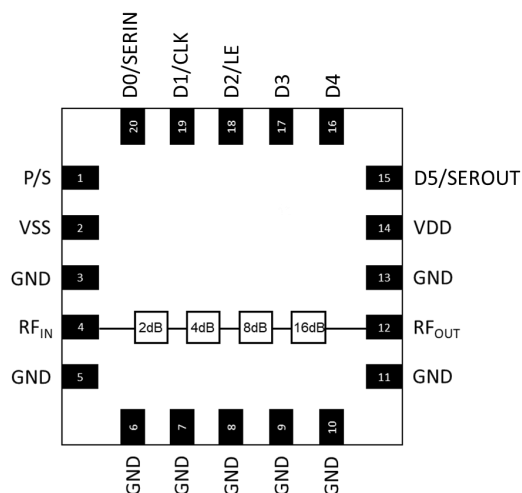 D0/SERIN
D1/CLK
D2/LE
D3
D4
20
19
18
17
16
P/S 1
15 D5/SEROUT
VSS 2
14 VDD
GND 3
13 GND
RFIN 4
2dB
4dB
8dB
16dB
12 RFOUT
GND 5
11 GND
6
7
8
9
10
GND
GND
GND
GND
GND